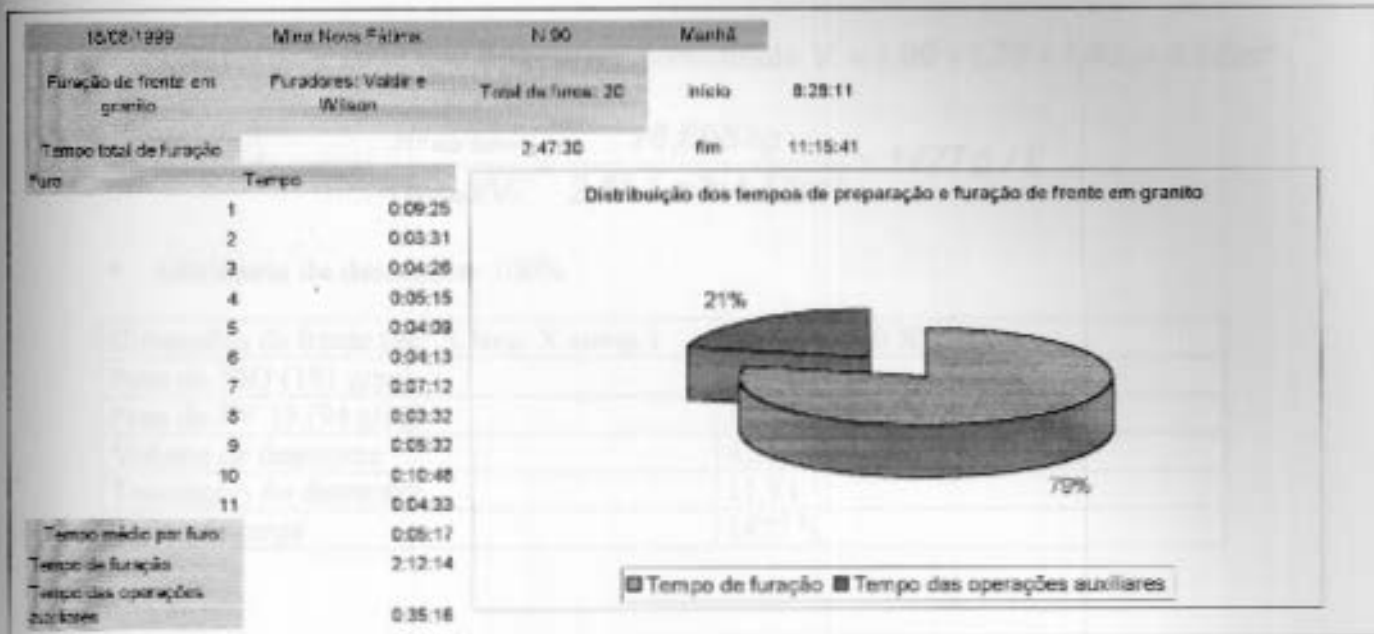 Mina Nova Fátima N 90 Manhã
Furação de frente em granito Furadores: Valdir e Wilson Total de furos: 20 início 8:28:11
Tempo total de furação 2:47:30 fim 11:15:41
Furo Tempo
1 0:09:25
2 0:03:31
3 0:04:26
4 0:05:15
5 0:04:09
6 0:04:13
7 0:07:12
8 0:03:32
9
10 0:10:48
11 0:04:33
Tempo médio por furo: 0:05:17
Tempo de furação 2:12:14
Tempo das operações auxiliares 0:35:16
Distribuição dos tempos de preparação e furação de frente em granito
21%
79%
Tempo de furação Tempo das operações auxiliares